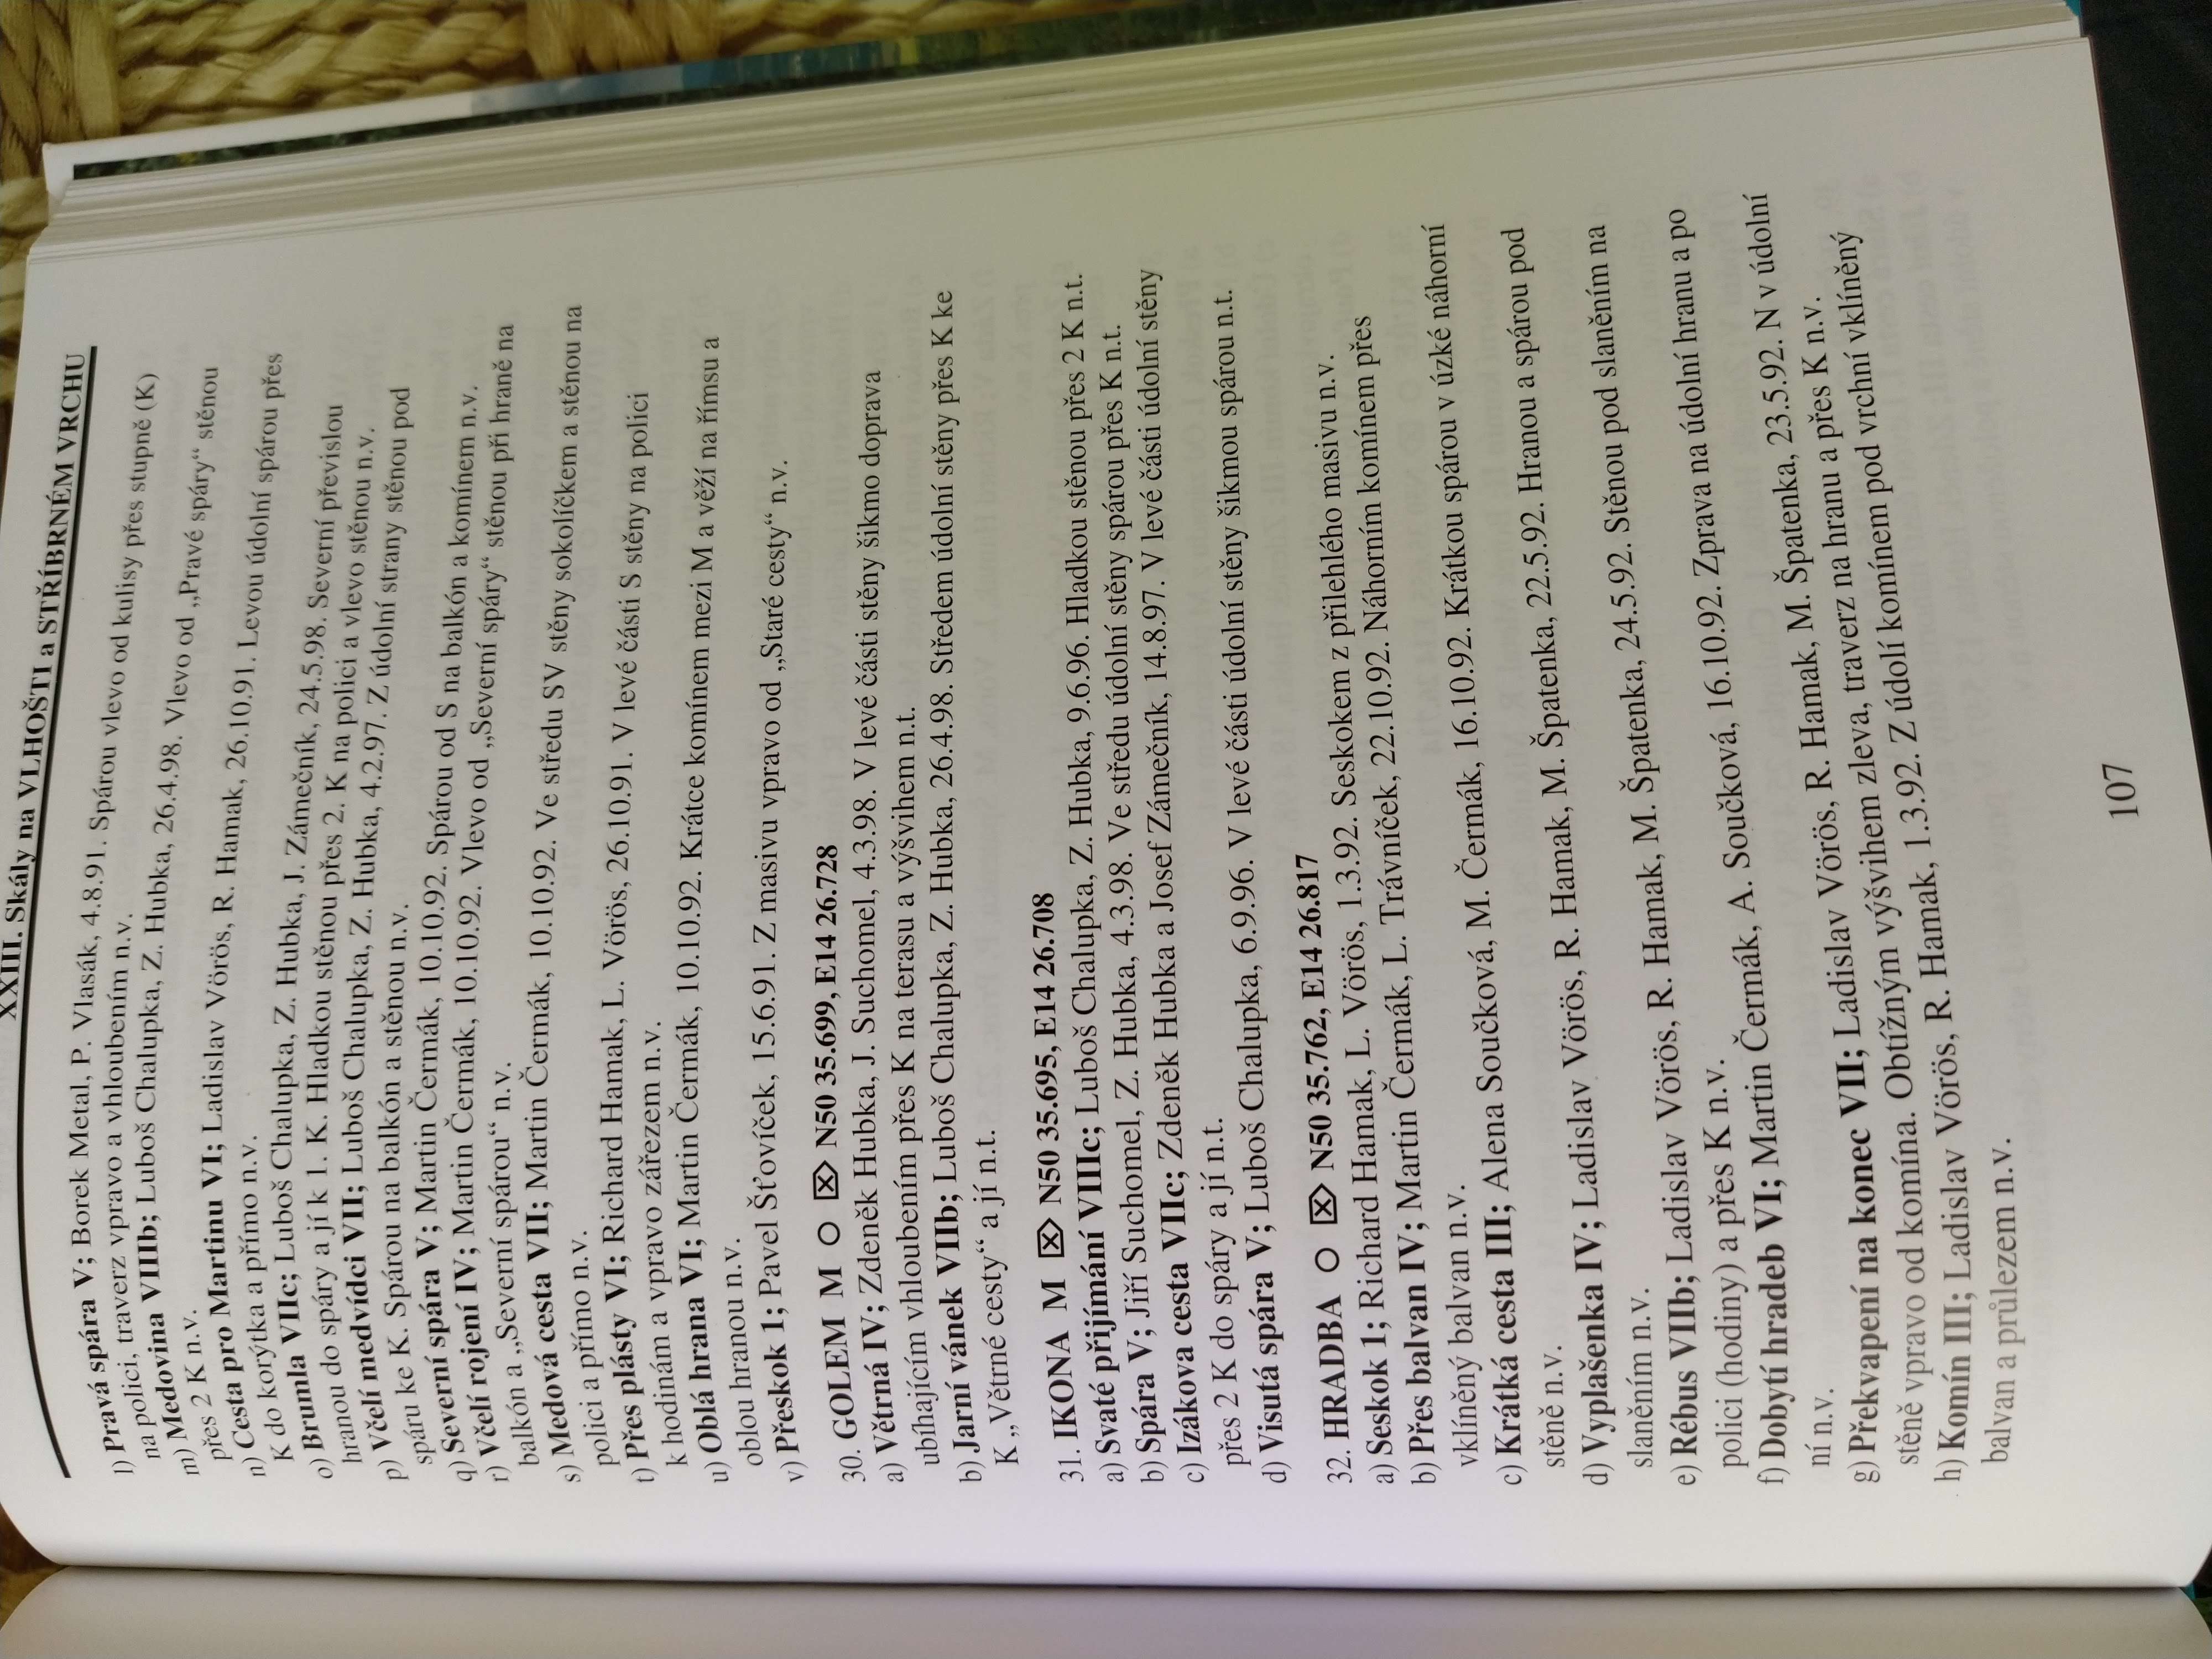 XXIII. Skály na VLHOŠTI a STŘÍBRNÉM VRCHU
l) Pravá spára V; Borek Metal, P. Vlasák, 4.8.91. Spárou vlevo od kulisy přes stupně (K)
na polici, traverz vpravo a vhloubením n.v.
m) Medovina VIIIb; Luboš Chalupka, Z. Hubka, 26.4.98. Vlevo od „Pravé spáry“ stěnou
přes 2 K n.v.
n) Cesta pro Martinu VI; Ladislav Vörös, R. Hamak, 26.10.91. Levou údolní spárou přes
K do korýtka a přímo n.v.
o) Brumla VIIc; Luboš Chalupka, Z. Hubka, J. Zámečník, 24.5.98. Severní převislou
hranou do spáry a jí k 1. K. Hladkou stěnou přes 2. K na polici a vlevo stěnou n.v.
p) Včelí medvídci VII; Luboš Chalupka, Z. Hubka, 4.2.97. Z údolní strany stěnou pod
spáru ke K. Spárou na balkón a stěnou n.v.
q) Severní spára V; Martin Čermák, 10.10.92. Spárou od S na balkón a komínem n.v.
r) Včelí rojení IV; Martin Čermák, 10.10.92. Vlevo od „Severní spáry“ stěnou při hraně na
balkón a „Severní spárou“ n.v.
s) Medová cesta VII; Martin Čermák, 10.10.92. Ve středu SV stěny sokolíčkem a stěnou na
polici a přímo n.v.
t) Přes plásty VI; Richard Hamak, L. Vörös, 26.10.91. V levé části S stěny na polici
k hodinám a vpravo zářezem n.v.
u) Oblá hrana VI; Martin Čermák, 10.10.92. Krátce komínem mezi M a věží na římsu a
oblou hranou n.v.
v) Přeskok 1; Pavel Šťovíček, 15.6.91. Z masivu vpravo od „Staré cesty“ n.v.
30. GOLEM M N50 35.699, E14 26.728
a) Větrná IV; Zdeněk Hubka, J. Suchomel, 4.3.98. V levé části stěny šikmo doprava
ubíhajícím vhloubením přes K na terasu a výšvihem n.t.
b) Jarní vánek VIIb; Luboš Chalupka, Z. Hubka, 26.4.98. Středem údolní stěny přes K ke
K „Větrné cesty“ a jí n.t.
31. IKONA M N50 35.695, E14 26.708
a) Svaté přijímání VIIIc; Luboš Chalupka, Z. Hubka, 9.6.96. Hladkou stěnou přes 2 K n.t.
b) Spára V; Jiří Suchomel, Z. Hubka, 4.3.98. Ve středu údolní stěny spárou přes K n.t.
c) Izákova cesta VIIc; Zdeněk Hubka a Josef Zámečník, 14.8.97. V levé části údolní stěny
přes 2 K do spáry a jí n.t.
d) Visutá spára V; Luboš Chalupka, 6.9.96. V levé části údolní stěny šikmou spárou n.t.
32. HRADBA N50 35.762, E14 26.817
a) Seskok 1; Richard Hamak, L. Vörös, 1.3.92. Seskokem z přilehlého masivu n.v.
b) Přes balvan IV; Martin Čermák, L. Trávníček, 22.10.92. Náhorním komínem přes
vklíněný balvan n.v.
c) Krátká cesta III; Alena Součková, M. Čermák, 16.10.92. Krátkou spárou v úzké náhorní
stěně n.v.
d) Vyplašenka IV; Ladislav Vörös, R. Hamak, M. Špatenka, 22.5.92. Hranou a spárou pod
slaněním n.v.
e) Rébus VIIb; Ladislav Vörös, R. Hamak, M. Špatenka, 24.5.92. Stěnou pod slaněním na
polici (hodiny) a přes K n.v.
f) Dobytí hradeb VI; Martin Čermák, A. Součková, 16.10.92. Zprava na údolní hranu a po
ní n.v.
g) Překvapení na konec VII; Ladislav Vörös, R. Hamak, M. Špatenka, 23.5.92. N v údolní
stěně vpravo od komína. Obtížným výšvihem zleva, traverz na hranu a přes K n.v.
h) Komín III; Ladislav Vörös, R. Hamak, 1.3.92. Z údolí komínem pod vrchní vklíněný
balvan a průlezem n.v.
107